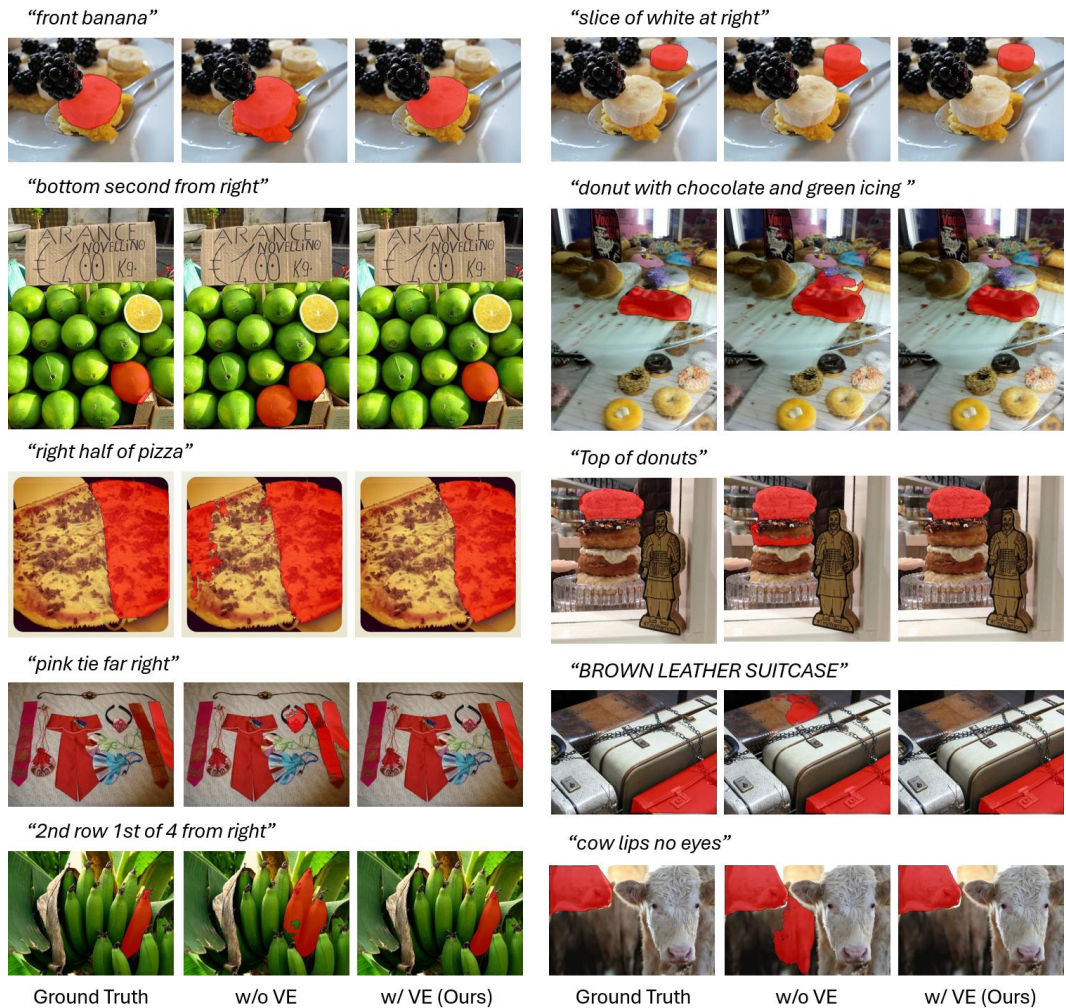 “front banana”
“slice of white at right”
“bottom second from right”
“donut with chocolate and green icing ”
ARANCE
NOVELLINO
€ 1,00 Kg.
ARANCE
NOVELLINO
€ 1,00 Kg.
ARANCE
NOVELLINO
€ 1,00 Kg.
“right half of pizza”
“Top of donuts”
“pink tie far right”
“BROWN LEATHER SUITCASE”
“2nd row 1st of 4 from right”
“cow lips no eyes”
Ground Truth
w/o VE
w/ VE (Ours)
Ground Truth
w/o VE
w/ VE (Ours)